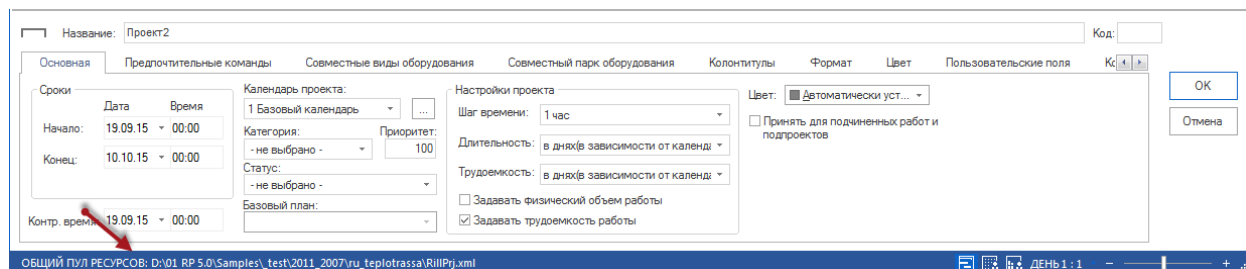 Название: Проект2 Код:
Основная Предпочтительные команды Совместные виды оборудования Совместный парк оборудования Колонтитулы Формат Цвет Пользовательские поля
Сроки
Дата Время
Начало: 19.09.15 00:00
Конец: 10.10.15 00:00
Контр. время: 19.09.15 00:00
Календарь проекта:
1 Базовый календарь ...
Категория: Приоритет:
- не выбрано - 100
Статус:
- не выбрано -
Базовый план:
Настройки проекта
Шаг времени: 1 час
Длительность: в днях(в зависимости от календ
Трудоемкость: в днях(в зависимости от календ
Задавать физический объем работы
Задавать трудоемкость работы
Цвет: Автоматически уст...
Принять для подчиненных работ и
подпроектов
OK
Отмена
ОБЩИЙ ПУЛ РЕСУРСОВ: D:\01 RP 5.0\Samples\_test\2011_2007\ru_teplotrassa\RillPrj.xml ДЕНЬ 1 : 1